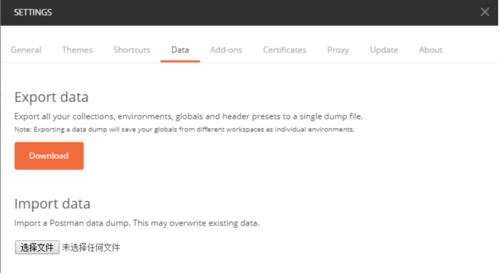 SETTINGS
General Themes Shortcuts Data Add-ons Certificates Proxy Update About
Export data
Export all your collections, environments, globals and header presets to a single dump file.
Note: Exporting a data dump will save your globals from different workspaces as individual environments.
Download
Import data
Import a Postman data dump. This may overwrite existing data.
选择文件 未选择任何文件